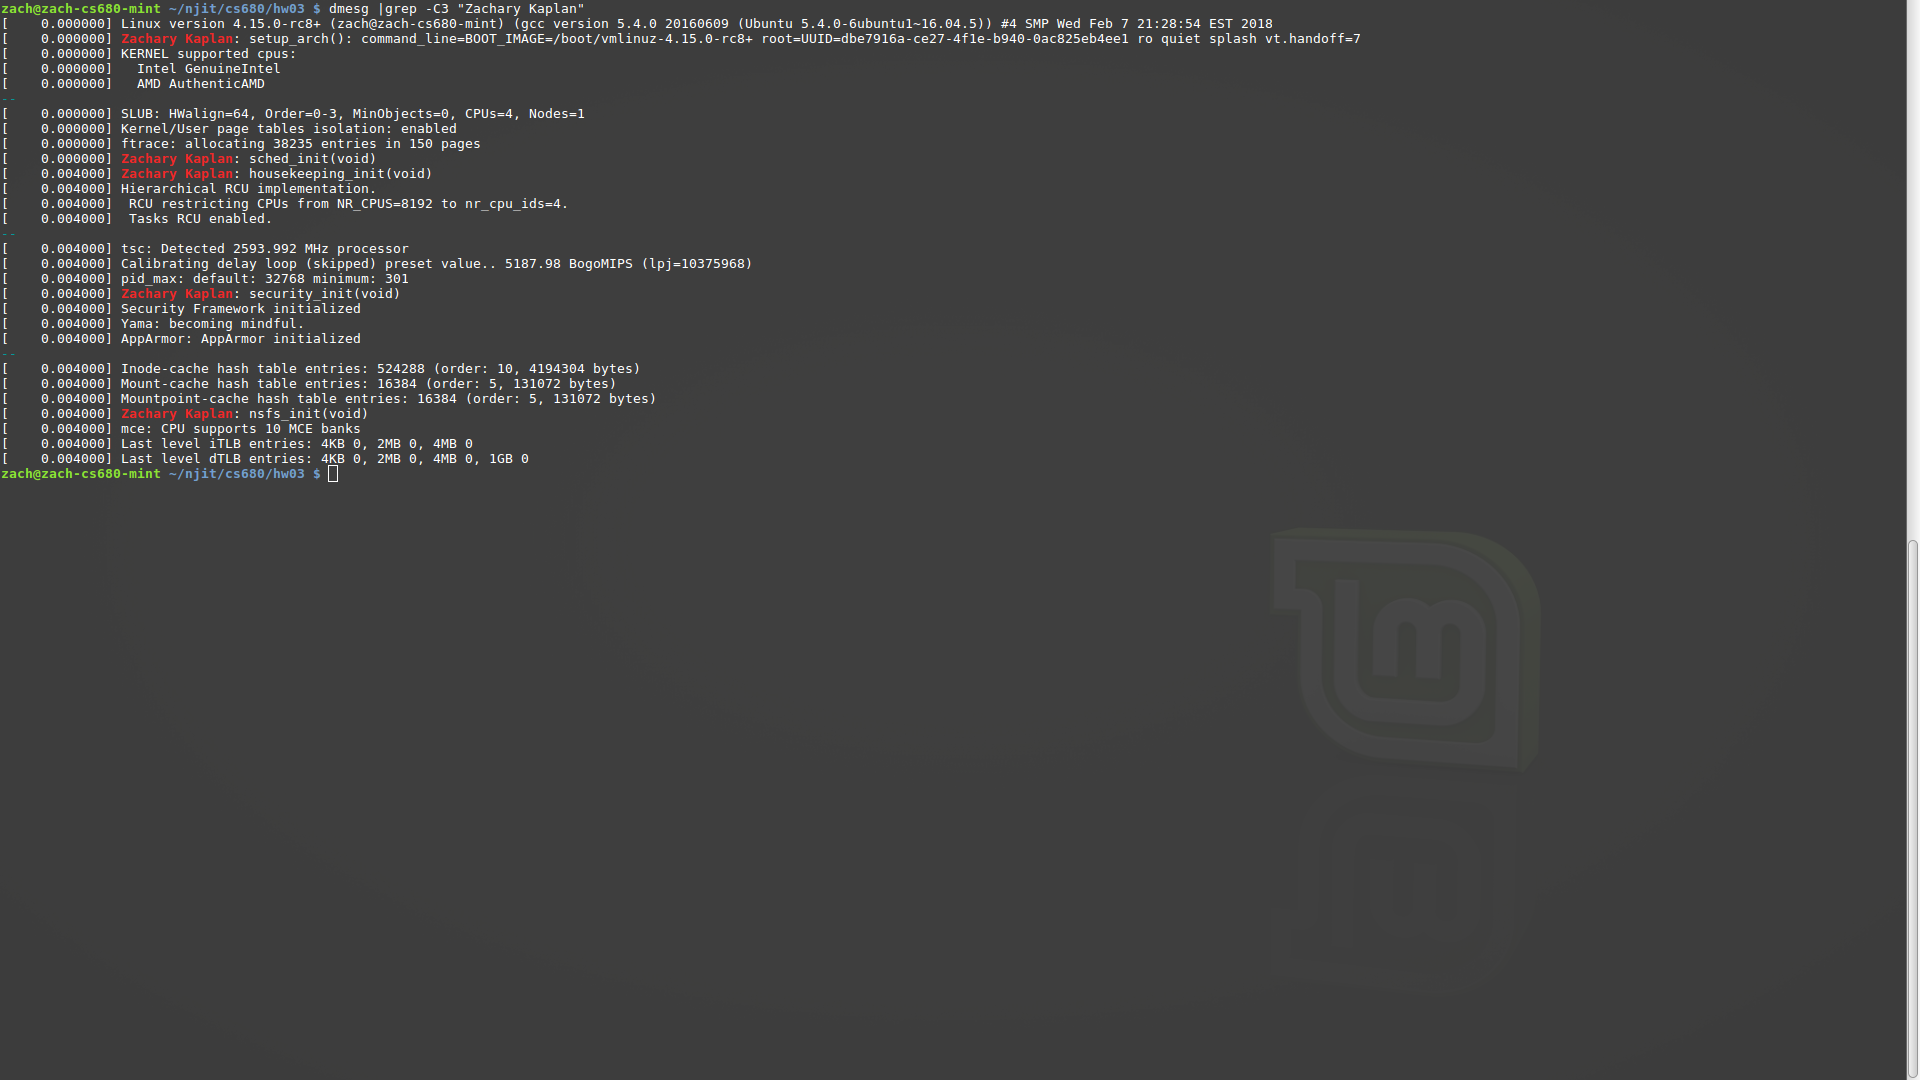 zach@zach-cs680-mint ~/njit/cs680/hw03 $ dmesg |grep -C3 "Zachary Kaplan"
[    0.000000] Linux version 4.15.0-rc8+ (zach@zach-cs680-mint) (gcc version 5.4.0 20160609 (Ubuntu 5.4.0-6ubuntu1~16.04.5)) #4 SMP Wed Feb 7 21:28:54 EST 2018
[    0.000000] Zachary Kaplan: setup_arch(): command_line=BOOT_IMAGE=/boot/vmlinuz-4.15.0-rc8+ root=UUID=dbe7916a-ce27-4f1e-b940-0ac825eb4ee1 ro quiet splash vt.handoff=7
[    0.000000] KERNEL supported cpus:
[    0.000000]   Intel GenuineIntel
[    0.000000]   AMD AuthenticAMD
--
[    0.000000] SLUB: HWalign=64, Order=0-3, MinObjects=0, CPUs=4, Nodes=1
[    0.000000] Kernel/User page tables isolation: enabled
[    0.000000] ftrace: allocating 38235 entries in 150 pages
[    0.000000] Zachary Kaplan: sched_init(void)
[    0.004000] Zachary Kaplan: housekeeping_init(void)
[    0.004000] Hierarchical RCU implementation.
[    0.004000]  RCU restricting CPUs from NR_CPUS=8192 to nr_cpu_ids=4.
[    0.004000]  Tasks RCU enabled.
--
[    0.004000] tsc: Detected 2593.992 MHz processor
[    0.004000] Calibrating delay loop (skipped) preset value.. 5187.98 BogoMIPS (lpj=10375968)
[    0.004000] pid_max: default: 32768 minimum: 301
[    0.004000] Zachary Kaplan: security_init(void)
[    0.004000] Security Framework initialized
[    0.004000] Yama: becoming mindful.
[    0.004000] AppArmor: AppArmor initialized
--
[    0.004000] Inode-cache hash table entries: 524288 (order: 10, 4194304 bytes)
[    0.004000] Mount-cache hash table entries: 16384 (order: 5, 131072 bytes)
[    0.004000] Mountpoint-cache hash table entries: 16384 (order: 5, 131072 bytes)
[    0.004000] Zachary Kaplan: nsfs_init(void)
[    0.004000] mce: CPU supports 10 MCE banks
[    0.004000] Last level iTLB entries: 4KB 0, 2MB 0, 4MB 0
[    0.004000] Last level dTLB entries: 4KB 0, 2MB 0, 4MB 0, 1GB 0
zach@zach-cs680-mint ~/njit/cs680/hw03 $